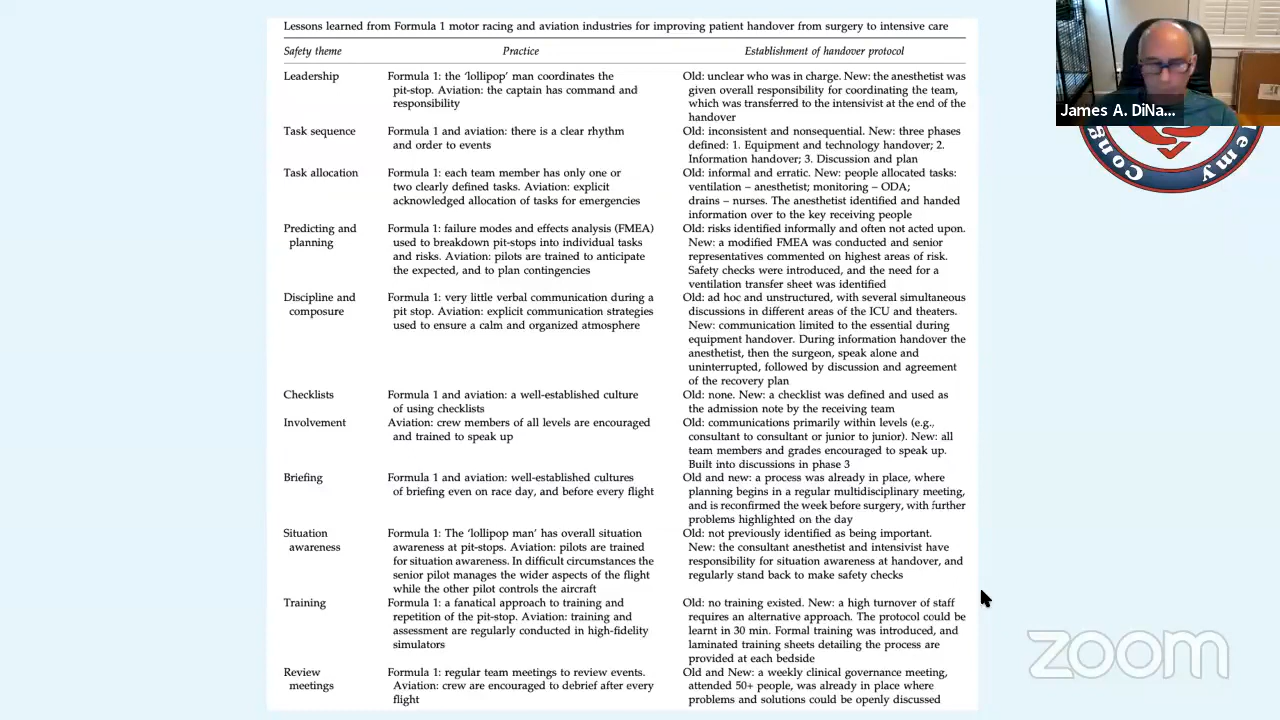 Lessons learned from Formula 1 motor racing and aviation industries for improving patient handover from surgery to intensive care
Safety theme Practice Establishment of handover protocol
Leadership Formula 1: the ‘lollipop’ man coordinates the Old: unclear who was in charge. New: the anesthetist was
pit-stop. Aviation: the captain has command and given overall responsibility for coordinating the team,
responsibility which was transferred to the intensivist at the end of the
handover
Task sequence Formula 1 and aviation: there is a clear rhythm Old: inconsistent and nonsequential. New: three phases
and order to events defined: 1. Equipment and technology handover; 2.
Information handover; 3. Discussion and plan
Task allocation Formula 1: each team member has only one or Old: informal and erratic. New: people allocated tasks:
two clearly defined tasks. Aviation: explicit ventilation – anesthetist; monitoring – ODA;
acknowledged allocation of tasks for emergencies drains – nurses. The anesthetist identified and handed
information over to the key receiving people
Predicting and Formula 1: failure modes and effects analysis (FMEA) Old: risks identified informally and often not acted upon.
planning used to breakdown pit-stops into individual tasks New: a modified FMEA was conducted and senior
and risks. Aviation: pilots are trained to anticipate representatives commented on highest areas of risk.
the expected, and to plan contingencies Safety checks were introduced, and the need for a
ventilation transfer sheet was identified
Discipline and Formula 1: very little verbal communication during a Old: ad hoc and unstructured, with several simultaneous
composure pit stop. Aviation: explicit communication strategies discussions in different areas of the ICU and theaters.
used to ensure a calm and organized atmosphere New: communication limited to the essential during
equipment handover. During information handover the
anesthetist, then the surgeon, speak alone and
uninterrupted, followed by discussion and agreement
of the recovery plan
Checklists Formula 1 and aviation: a well-established culture Old: none. New: a checklist was defined and used as
of using checklists the admission note by the receiving team
Involvement Aviation: crew members of all levels are encouraged Old: communications primarily within levels (e.g.,
and trained to speak up consultant to consultant or junior to junior). New: all
team members and grades encouraged to speak up.
Built into discussions in phase 3
Briefing Formula 1 and aviation: well-established cultures Old and new: a process was already in place, where
of briefing even on race day, and before every flight planning begins in a regular multidisciplinary meeting,
and is reconfirmed the week before surgery, with further
problems highlighted on the day
Situation Formula 1: The ‘lollipop man’ has overall situation Old: not previously identified as being important.
awareness awareness at pit-stops. Aviation: pilots are trained New: the consultant anesthetist and intensivist have
for situation awareness. In difficult circumstances the responsibility for situation awareness at handover, and
senior pilot manages the wider aspects of the flight regularly stand back to make safety checks
while the other pilot controls the aircraft
Training Formula 1: a fanatical approach to training and Old: no training existed. New: a high turnover of staff
repetition of the pit-stop. Aviation: training and requires an alternative approach. The protocol could be
assessment are regularly conducted in high-fidelity learnt in 30 min. Formal training was introduced, and
simulators laminated training sheets detailing the process are
provided at each bedside
Review Formula 1: regular team meetings to review events. Old and New: a weekly clinical governance meeting,
meetings Aviation: crew are encouraged to debrief after every attended 50+ people, was already in place where
flight problems and solutions could be openly discussed
James A. DiNa...
zoom